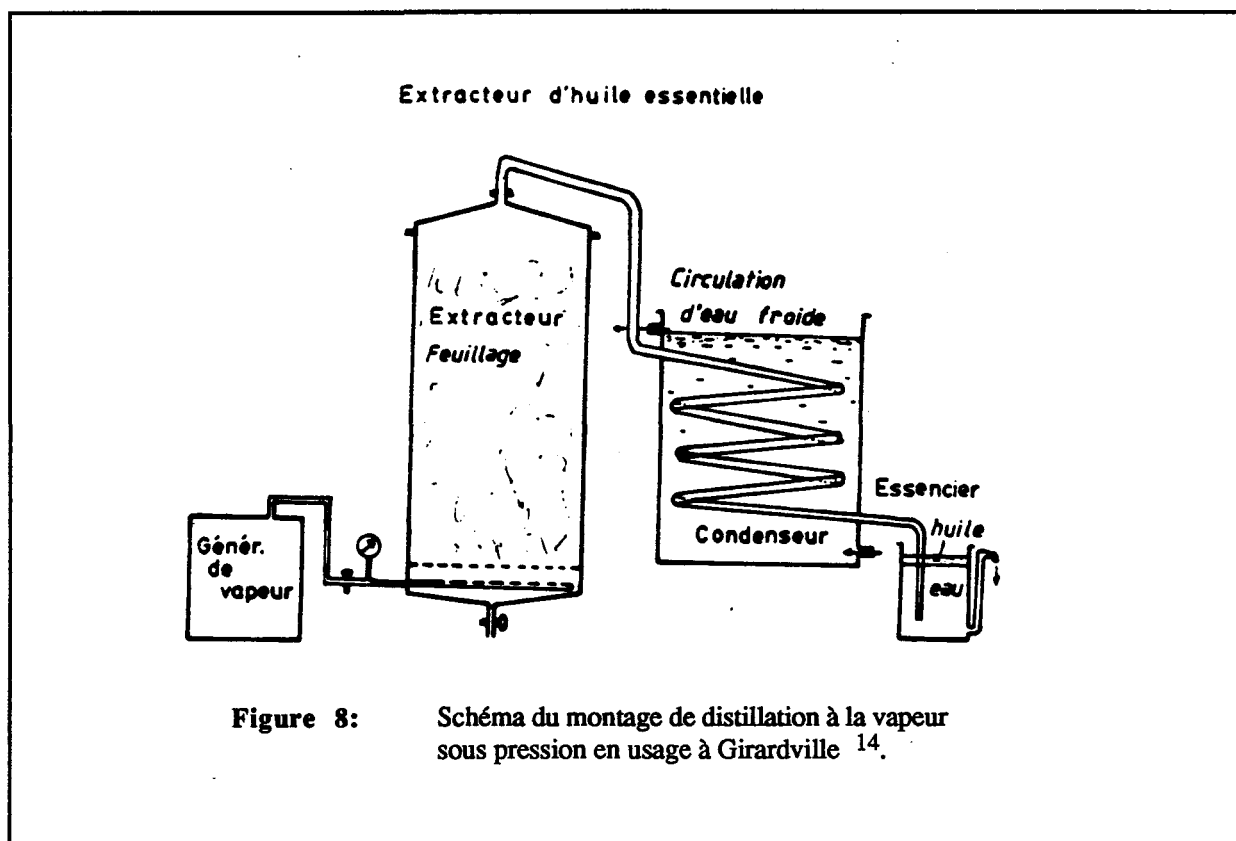 Extracteur d'huile essentielle
Circulation
d'eau froide
Extracteur
Feuillage
Essencier
huile
Condenseur
eau
Génér.
de
vapeur
Figure 8: Schéma du montage de distillation à la vapeur
sous pression en usage à Girardville 14.